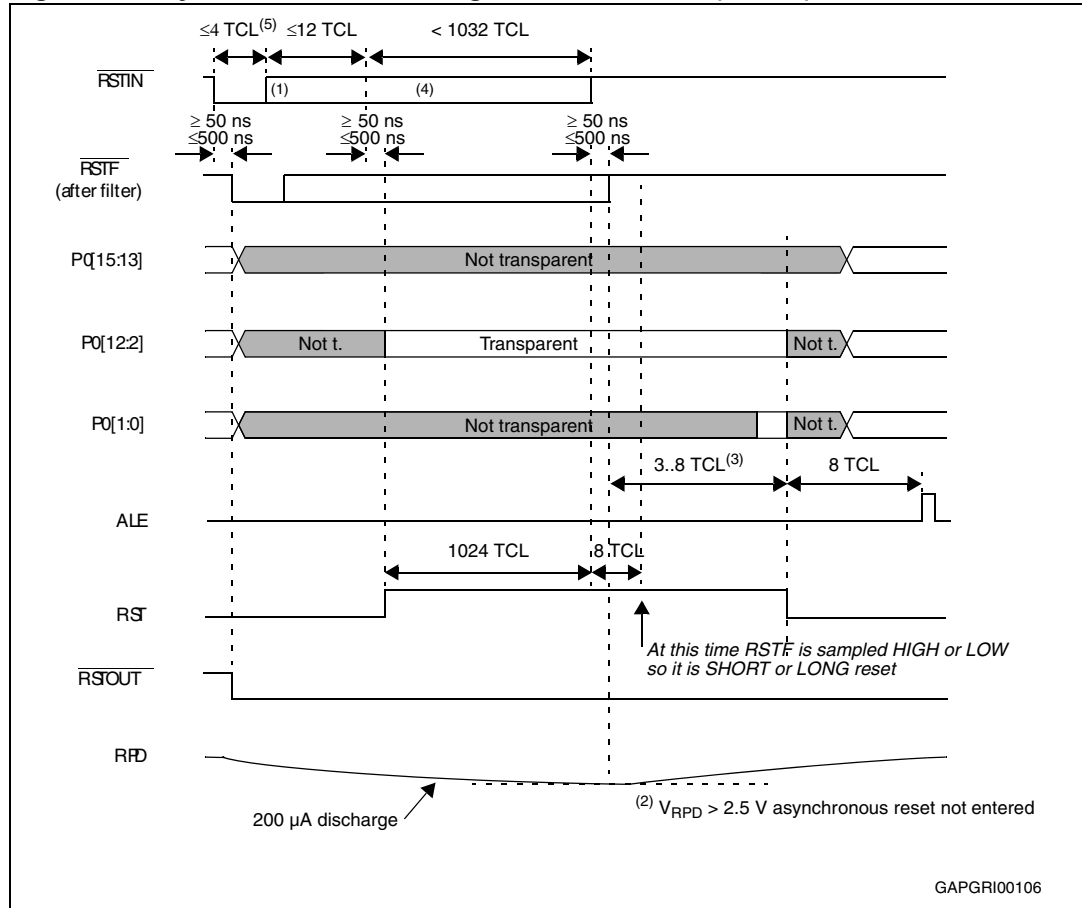 ≤4 TCL(5) ≤12 TCL < 1032 TCL
RSTIN
(1) (4)
≥ 50 ns ≥ 50 ns ≥ 50 ns
≤500 ns ≤500 ns ≤500 ns
RSTF
(after filter)
P0[15:13] Not transparent
P0[12:2] Not t. Transparent Not t.
P0[1:0] Not transparent Not t.
3..8 TCL(3) 8 TCL
ALE
1024 TCL 8 TCL
RST
At this time RSTF is sampled HIGH or LOW
so it is SHORT or LONG reset
RSTOUT
RPD
200 µA discharge
(2) VRPD > 2.5 V asynchronous reset not entered
GAPGRI00106